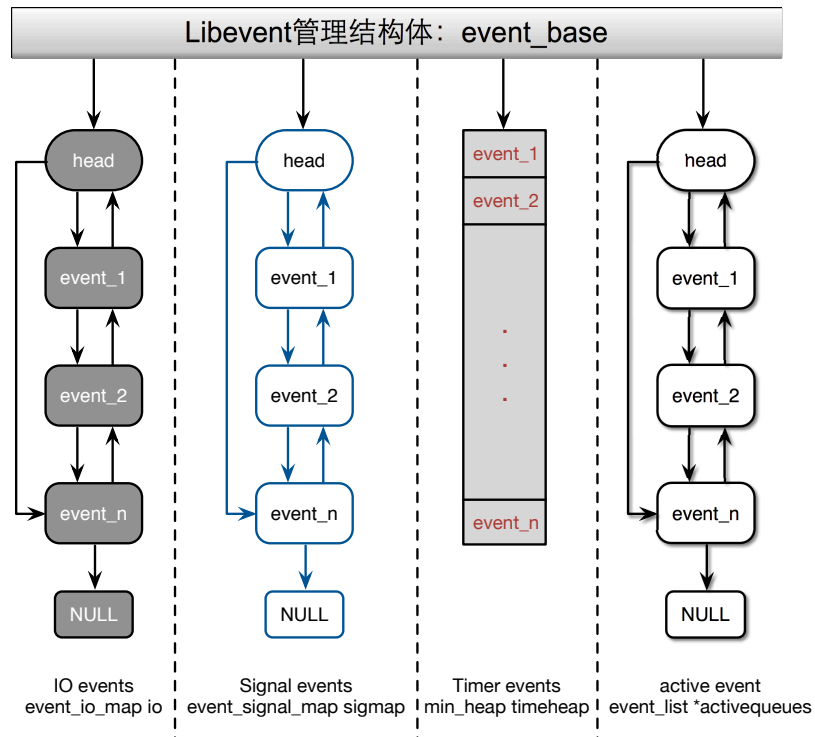 Libevent管理结构体：event_base
head
event_1
event_2
event_n
NULL
IO events
event_io_map io
head
event_1
event_2
event_n
NULL
Signal events
event_signal_map sigmap
event_1
event_2
.
.
.
event_n
Timer events
min_heap timeheap
head
event_1
event_2
event_n
NULL
active event
event_list *activequeues